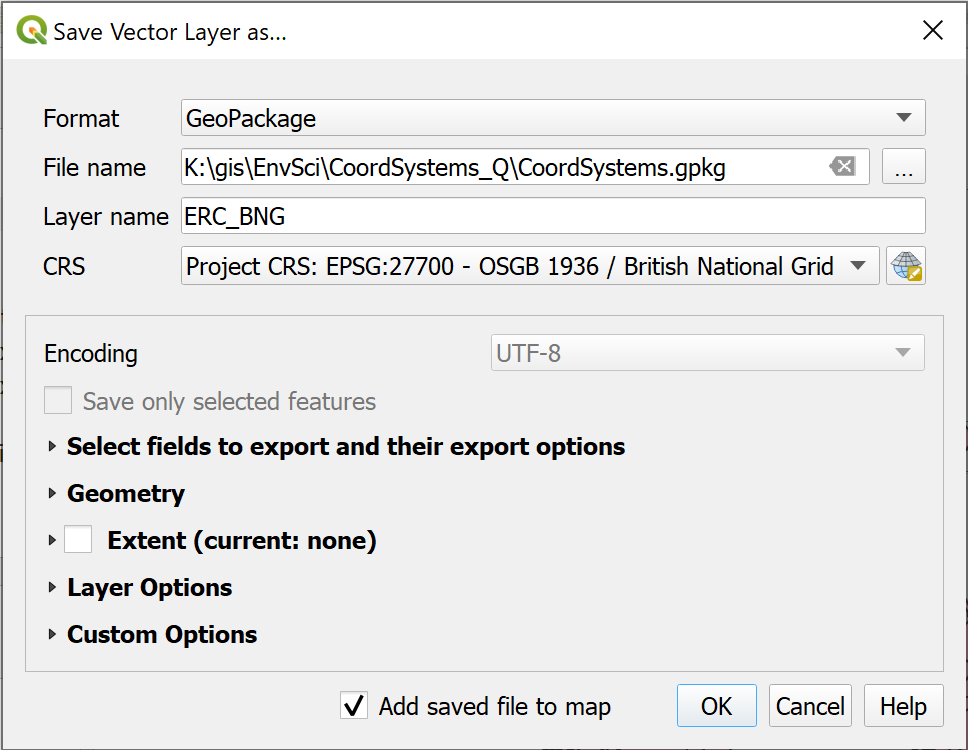 Save Vector Layer as...
Format GeoPackage
File name K:\gis\EnvSci\CoordSystems_Q\CoordSystems.gpkg ...
Layer name ERC_BNG
CRS Project CRS: EPSG:27700 - OSGB 1936 / British National Grid
Encoding UTF-8
Save only selected features
Select fields to export and their export options
Geometry
Extent (current: none)
Layer Options
Custom Options
Add saved file to map OK Cancel Help